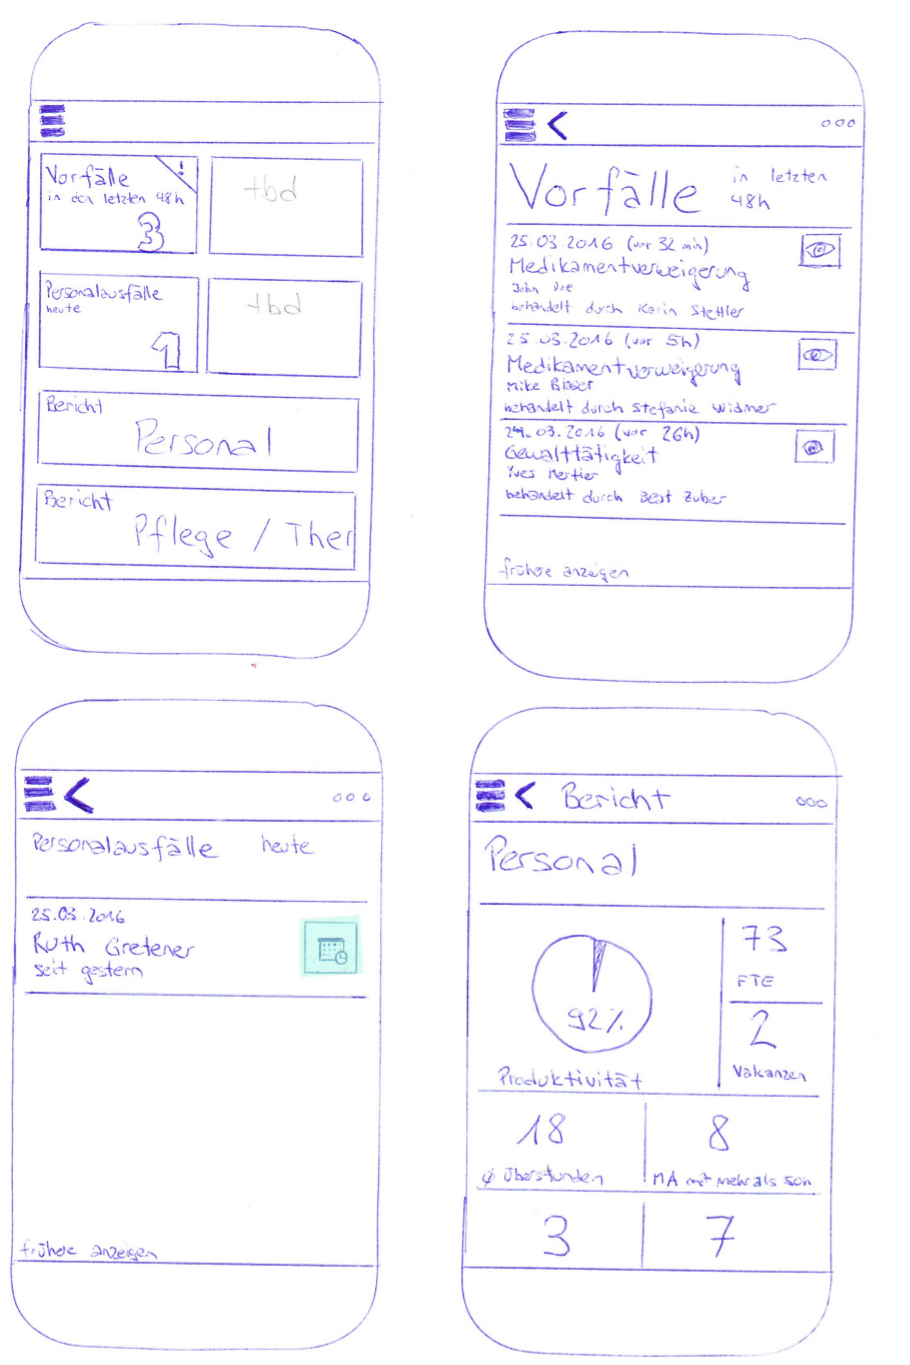 Vorfälle
!
in den letzten 48h
3
tbd
Personalausfälle
heute
1
tbd
Bericht
Personal
Bericht
Pflege / Ther
Vorfälle in letzten
48h
25.03.2016 (vor 32 min)
Medikamentverweigerung
John Doe
behandelt durch Karin Stettler
25.03.2016 (vor 5h)
Medikamentverweigerung
Mike Blaser
behandelt durch Stefanie Widmer
24.03.2016 (vor 26h)
Gewalttätigkeit
Yves
behandelt durch Beat Zuber
frühere anzeigen
Personalausfälle heute
25.03.2016
Ruth Gretener
seit gestern
frühere anzeigen
Bericht
Personal
92%
Produktivität
73
FTE
2
Vakanzen
18
Ø Überstunden
8
MA mit mehr als 50h
3
7